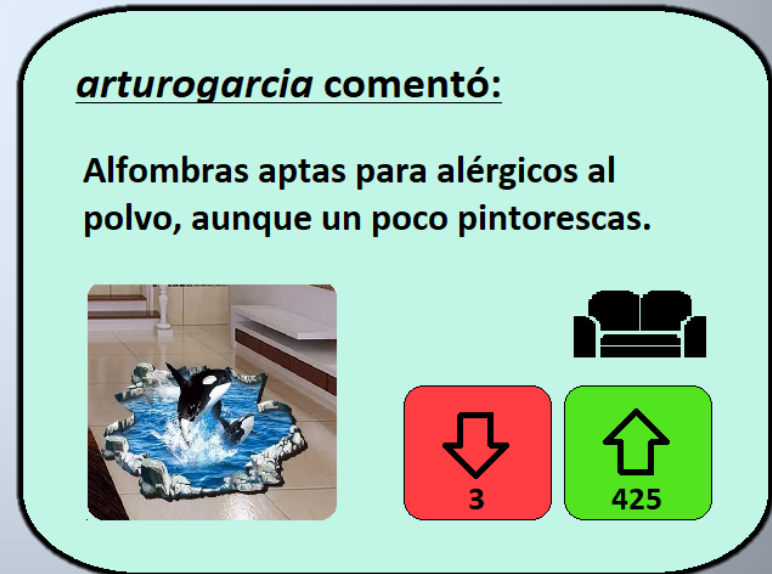 arturogarcia comentó:
Alfombras aptas para alérgicos al
polvo, aunque un poco pintorescas.
3
425